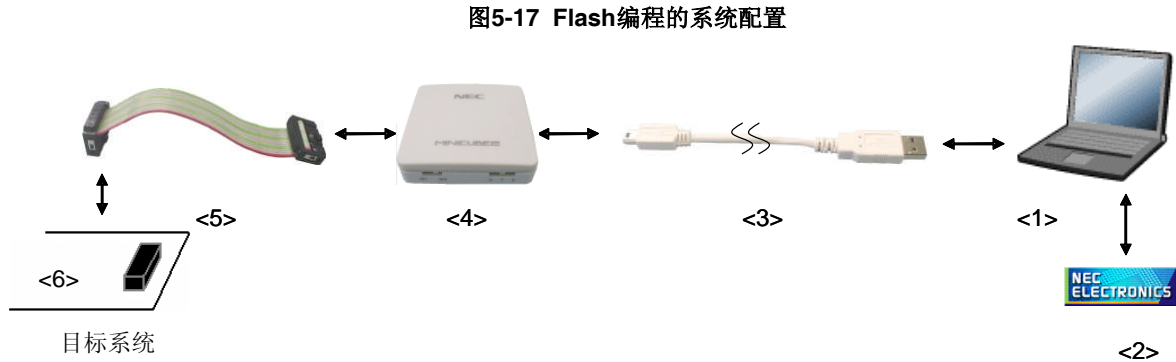 图5-17 Flash编程的系统配置
NEC
MINICUBE2
<5>
<4>
<3>
<1>
<6>
NEC
ELECTRONICS
目标系统
<2>